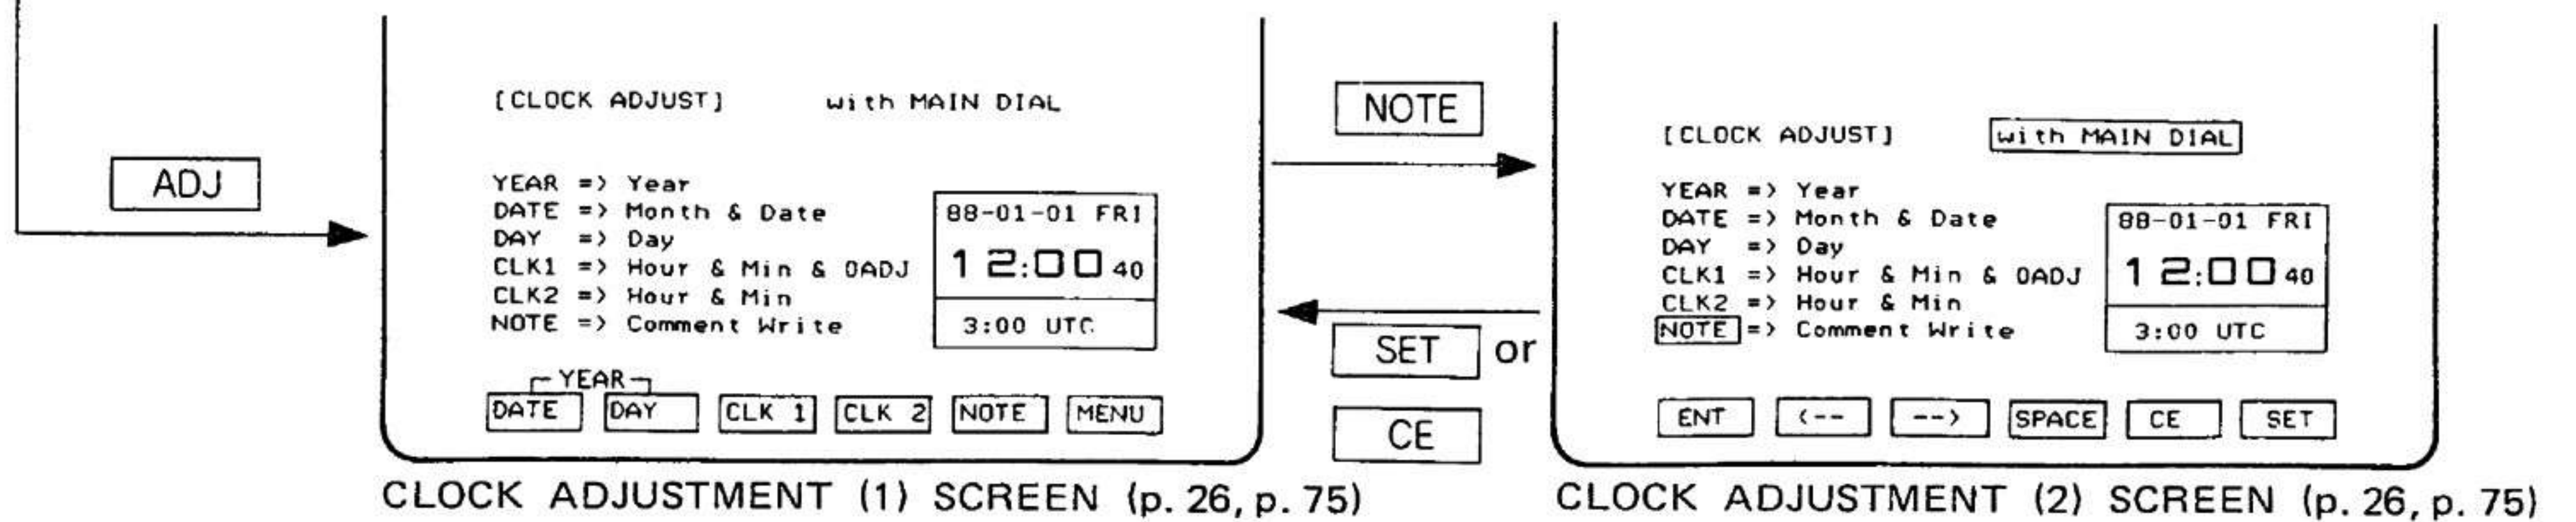 ADJ
[CLOCK ADJUST] with MAIN DIAL
YEAR => Year
DATE => Month & Date
DAY => Day
CLK1 => Hour & Min & 0ADJ
CLK2 => Hour & Min
NOTE => Comment Write
88-01-01 FRI
12:00 40
3:00 UTC
YEAR
DATE DAY CLK 1 CLK 2 NOTE MENU
CLOCK ADJUSTMENT (1) SCREEN (p. 26, p. 75)
NOTE
SET or
CE
[CLOCK ADJUST] with MAIN DIAL
YEAR => Year
DATE => Month & Date
DAY => Day
CLK1 => Hour & Min & 0ADJ
CLK2 => Hour & Min
NOTE => Comment Write
88-01-01 FRI
12:00 40
3:00 UTC
ENT <-- --> SPACE CE SET
CLOCK ADJUSTMENT (2) SCREEN (p. 26, p. 75)